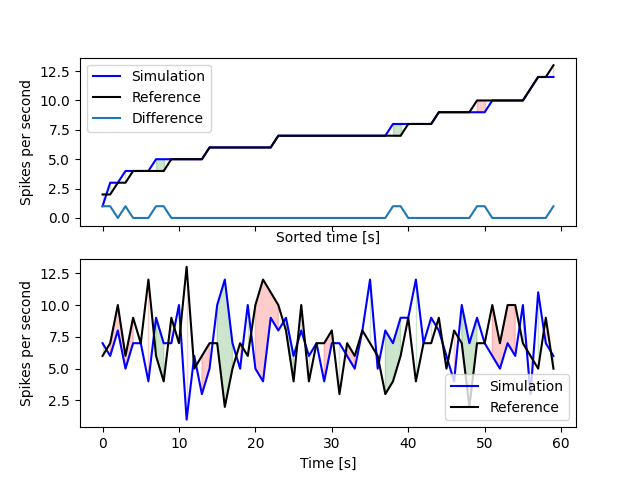 12.5
10.0
7.5
5.0
2.5
0.0
Spikes per second
Simulation
Reference
Difference
Sorted time [s]
12.5
10.0
7.5
5.0
2.5
Spikes per second
Simulation
Reference
0 10 20 30 40 50 60
Time [s]